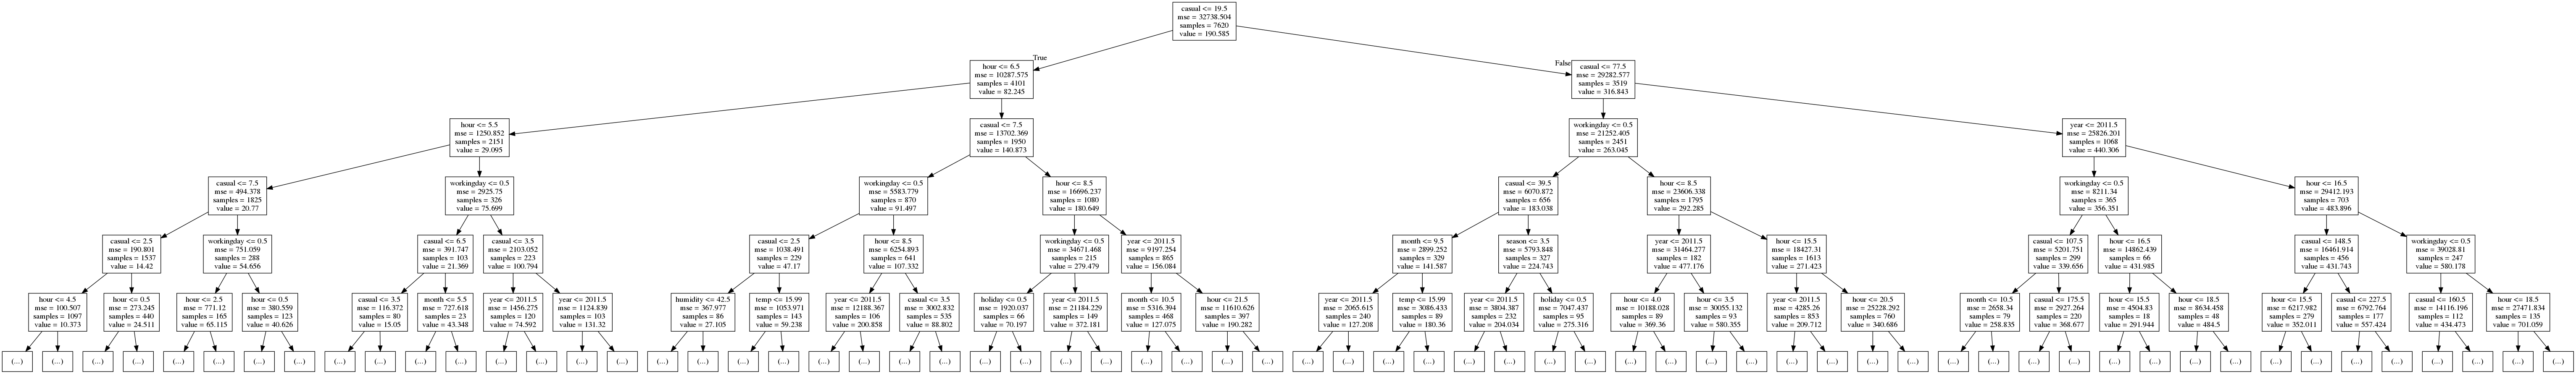 casual <= 19.5
mse = 32738.504
samples = 7620
value = 190.585
True
False
hour <= 6.5
mse = 10287.575
samples = 4101
value = 82.245
casual <= 77.5
mse = 29282.577
samples = 3519
value = 316.843
hour <= 5.5
mse = 1250.852
samples = 2151
value = 29.095
casual <= 7.5
mse = 13702.369
samples = 1950
value = 140.873
workingday <= 0.5
mse = 21252.405
samples = 2451
value = 263.045
year <= 2011.5
mse = 25826.201
samples = 1068
value = 440.306
casual <= 7.5
mse = 494.378
samples = 1825
value = 20.77
workingday <= 0.5
mse = 2925.75
samples = 326
value = 75.699
workingday <= 0.5
mse = 5583.779
samples = 870
value = 91.497
hour <= 8.5
mse = 16696.237
samples = 1080
value = 180.649
casual <= 39.5
mse = 6070.872
samples = 656
value = 183.038
hour <= 8.5
mse = 23606.338
samples = 1795
value = 292.285
workingday <= 0.5
mse = 8211.34
samples = 365
value = 356.351
hour <= 16.5
mse = 29412.193
samples = 703
value = 483.896
casual <= 2.5
mse = 190.801
samples = 1537
value = 14.42
workingday <= 0.5
mse = 751.059
samples = 288
value = 54.656
casual <= 6.5
mse = 391.747
samples = 103
value = 21.369
casual <= 3.5
mse = 2103.052
samples = 223
value = 100.794
casual <= 2.5
mse = 1038.491
samples = 229
value = 47.17
hour <= 8.5
mse = 6254.893
samples = 641
value = 107.332
workingday <= 0.5
mse = 34671.468
samples = 215
value = 279.479
year <= 2011.5
mse = 9197.254
samples = 865
value = 156.084
month <= 9.5
mse = 2899.252
samples = 329
value = 141.587
season <= 3.5
mse = 5793.848
samples = 327
value = 224.743
year <= 2011.5
mse = 31464.277
samples = 182
value = 477.176
hour <= 15.5
mse = 18427.31
samples = 1613
value = 271.423
casual <= 107.5
mse = 5201.751
samples = 299
value = 339.656
hour <= 16.5
mse = 14862.439
samples = 66
value = 431.985
casual <= 148.5
mse = 16461.914
samples = 456
value = 431.743
workingday <= 0.5
mse = 39028.81
samples = 247
value = 580.178
hour <= 4.5
mse = 100.507
samples = 1097
value = 10.373
hour <= 0.5
mse = 273.245
samples = 440
value = 24.511
hour <= 2.5
mse = 771.12
samples = 165
value = 65.115
hour <= 0.5
mse = 380.559
samples = 123
value = 40.626
casual <= 3.5
mse = 116.372
samples = 80
value = 15.05
month <= 5.5
mse = 727.618
samples = 23
value = 43.348
year <= 2011.5
mse = 1456.275
samples = 120
value = 74.592
year <= 2011.5
mse = 1124.839
samples = 103
value = 131.32
humidity <= 42.5
mse = 367.977
samples = 86
value = 27.105
temp <= 15.99
mse = 1053.971
samples = 143
value = 59.238
year <= 2011.5
mse = 12188.367
samples = 106
value = 200.858
casual <= 3.5
mse = 3002.832
samples = 535
value = 88.802
holiday <= 0.5
mse = 1920.037
samples = 66
value = 70.197
year <= 2011.5
mse = 21184.229
samples = 149
value = 372.181
month <= 10.5
mse = 5316.394
samples = 468
value = 127.075
hour <= 21.5
mse = 11610.626
samples = 397
value = 190.282
year <= 2011.5
mse = 2065.615
samples = 240
value = 127.208
temp <= 15.99
mse = 3086.433
samples = 89
value = 180.36
year <= 2011.5
mse = 3804.387
samples = 232
value = 204.034
holiday <= 0.5
mse = 7047.437
samples = 95
value = 275.316
hour <= 4.0
mse = 10188.028
samples = 89
value = 369.36
hour <= 3.5
mse = 30055.132
samples = 93
value = 580.355
year <= 2011.5
mse = 4285.26
samples = 853
value = 209.712
hour <= 20.5
mse = 25228.292
samples = 760
value = 340.686
month <= 10.5
mse = 2658.34
samples = 79
value = 258.835
casual <= 175.5
mse = 2927.264
samples = 220
value = 368.677
hour <= 15.5
mse = 4504.83
samples = 18
value = 291.944
hour <= 18.5
mse = 8634.458
samples = 48
value = 484.5
hour <= 15.5
mse = 6217.982
samples = 279
value = 352.011
casual <= 227.5
mse = 6792.764
samples = 177
value = 557.424
casual <= 160.5
mse = 14116.196
samples = 112
value = 434.473
hour <= 18.5
mse = 27471.834
samples = 135
value = 701.059
(...) (...) (...) (...) (...) (...) (...) (...) (...) (...) (...) (...) (...) (...) (...) (...) (...) (...) (...) (...) (...) (...) (...) (...) (...) (...) (...) (...) (...) (...) (...) (...) (...) (...) (...) (...) (...) (...) (...) (...) (...) (...) (...) (...) (...) (...) (...) (...) (...) (...) (...) (...) (...) (...) (...) (...) (...) (...) (...) (...) (...) (...) (...) (...)